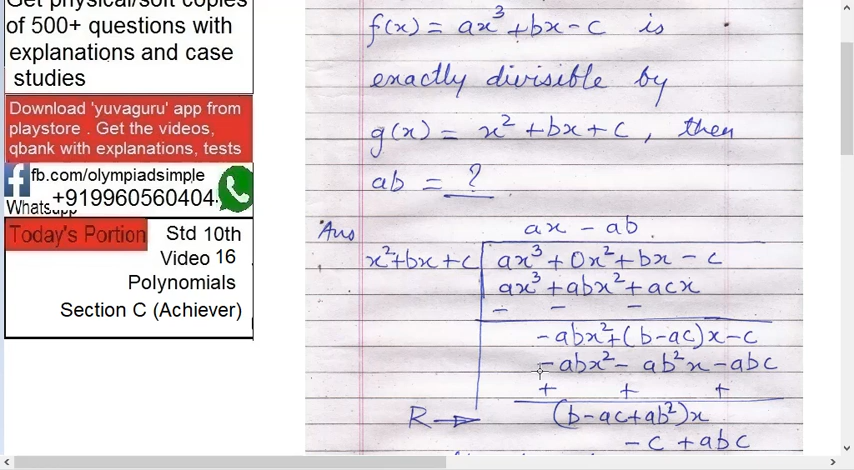 Get physical/soft copies
of 500+ questions with
explanations and case
studies
Download 'yuvaguru' app from
playstore . Get the videos,
qbank with explanations, tests
fb.com/olympiadsimple
Whatsupp +919960560404
Today's Portion Std 10th
Video 16
Polynomials
Section C (Achiever)
f(x) = ax³ + bx - c is
exactly divisible by
g(x) = x² + bx + c, then
ab = ?
Ans ax - ab.
x²+bx+c ax³ + 0x² + bx - c
ax³ + abx² + acx
- - -
-abx² + (b-ac)x - c
-abx² - ab²x - abc
+ + +
R → (b-ac+ab²)x
- c + abc